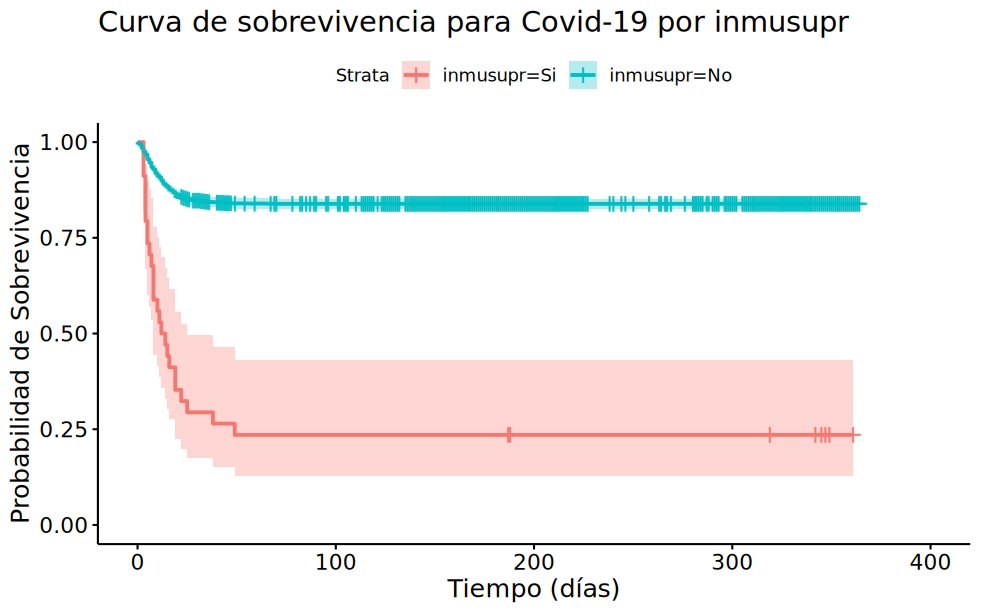 Curva de sobrevivencia para Covid-19 por inmusupr
Strata inmusupr=Si inmusupr=No
Probabilidad de Sobrevivencia
1.00
0.75
0.50
0.25
0.00
0 100 200 300 400
Tiempo (días)